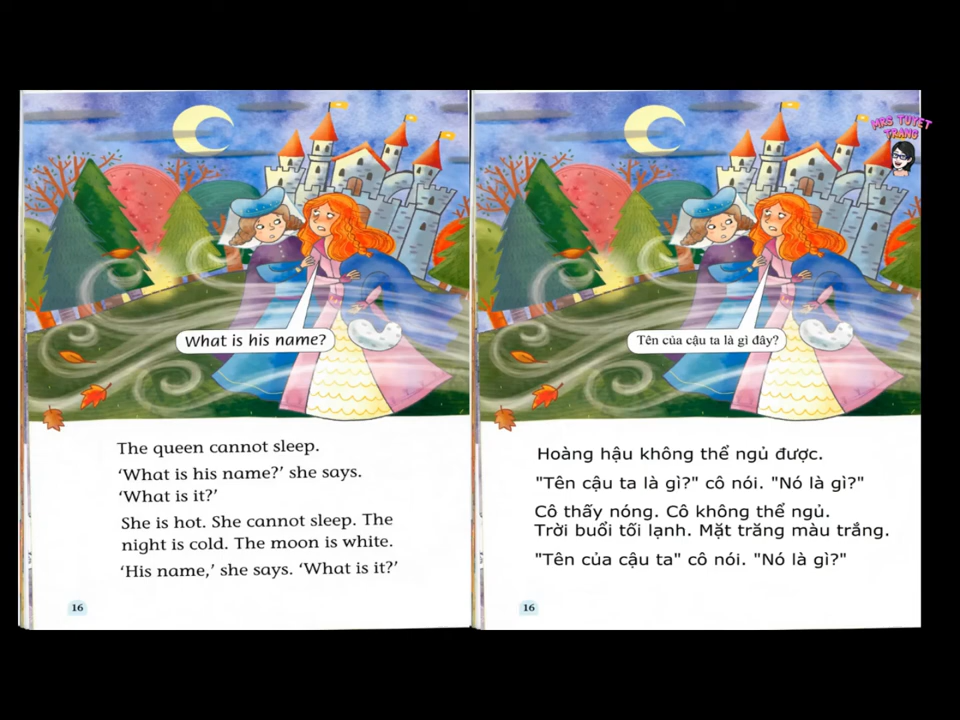 What is his name?
The queen cannot sleep.
‘What is his name?’ she says.
‘What is it?’
She is hot. She cannot sleep. The
night is cold. The moon is white.
‘His name,’ she says. ‘What is it?’
16
MRS TUYET
TRANG
Tên của cậu ta là gì đây?
Hoàng hậu không thể ngủ được.
"Tên cậu ta là gì?" cô nói. "Nó là gì?"
Cô thấy nóng. Cô không thể ngủ.
Trời buổi tối lạnh. Mặt trăng màu trắng.
"Tên của cậu ta" cô nói. "Nó là gì?"
16